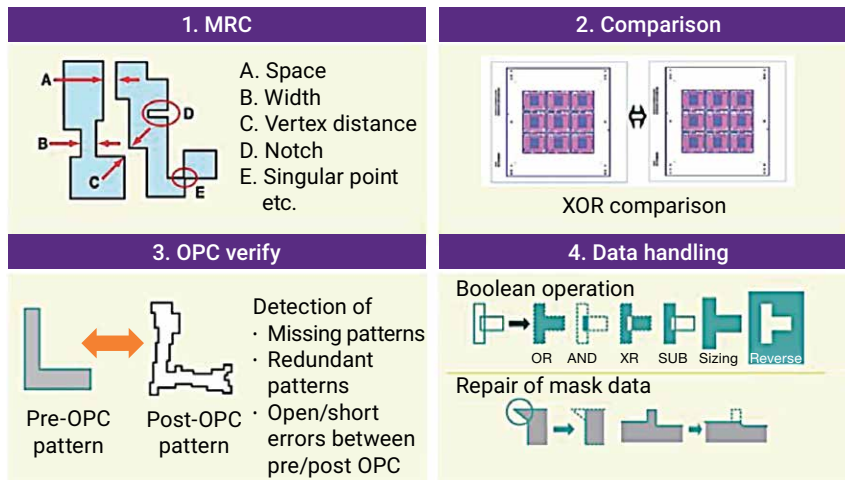 1. MRC
A
B
C
D
E
A. Space
B. Width
C. Vertex distance
D. Notch
E. Singular point
etc.
2. Comparison
XOR comparison
3. OPC verify
Pre-OPC
pattern
Post-OPC
pattern
Detection of
· Missing patterns
· Redundant
patterns
· Open/short
errors between
pre/post OPC
4. Data handling
Boolean operation
OR AND XR SUB Sizing Reverse
Repair of mask data